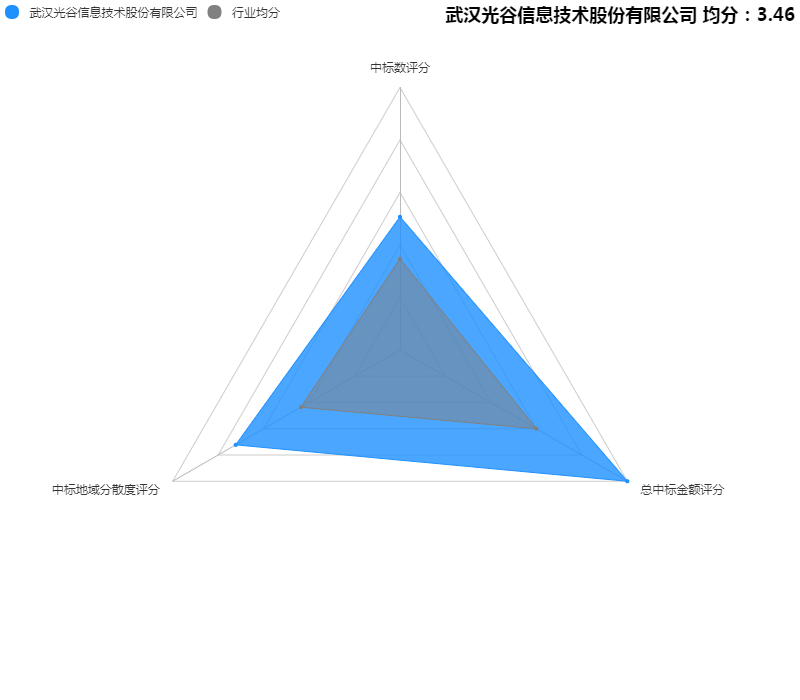 武汉光谷信息技术股份有限公司 行业均分
武汉光谷信息技术股份有限公司 均分：3.46
中标数评分
中标地域分散度评分
总中标金额评分